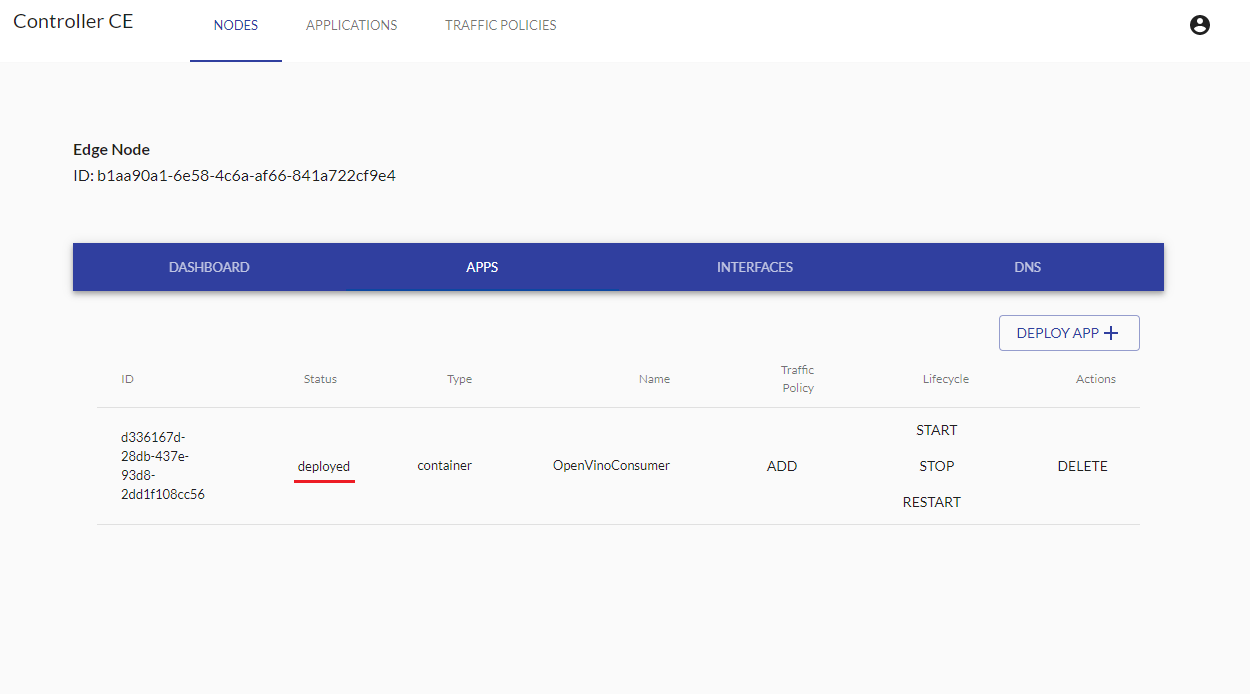 Controller CE
NODES
APPLICATIONS
TRAFFIC POLICIES
Edge Node
ID: b1aa90a1-6e58-4c6a-af66-841a722cf9e4
DASHBOARD
APPS
INTERFACES
DNS
DEPLOY APP
ID
Status
Type
Name
Traffic
Policy
Lifecycle
Actions
d336167d-
28db-437e-
93d8-
2dd1f108cc56
deployed
container
OpenVinoConsumer
ADD
START
STOP
RESTART
DELETE